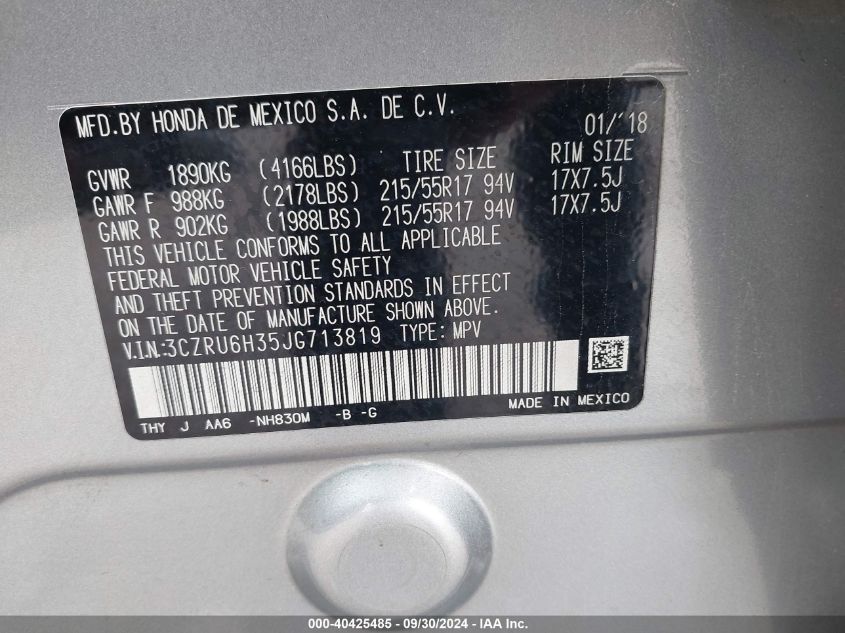 MFD.BY HONDA DE MEXICO S.A. DE C.V. 01/'18
GVWR 1890KG (4166LBS) TIRE SIZE RIM SIZE
GAWR F 988KG (2178LBS) 215/55R17 94V 17X7.5J
GAWR R 902KG (1988LBS) 215/55R17 94V 17X7.5J
THIS VEHICLE CONFORMS TO ALL APPLICABLE
FEDERAL MOTOR VEHICLE SAFETY
AND THEFT PREVENTION STANDARDS IN EFFECT
ON THE DATE OF MANUFACTURE SHOWN ABOVE.
V.I.N.:3CZRU6H35JG713819 TYPE: MPV
THY J AA6 -NH830M -B -G MADE IN MEXICO
000-40425485 - 09/30/2024 - IAA Inc.